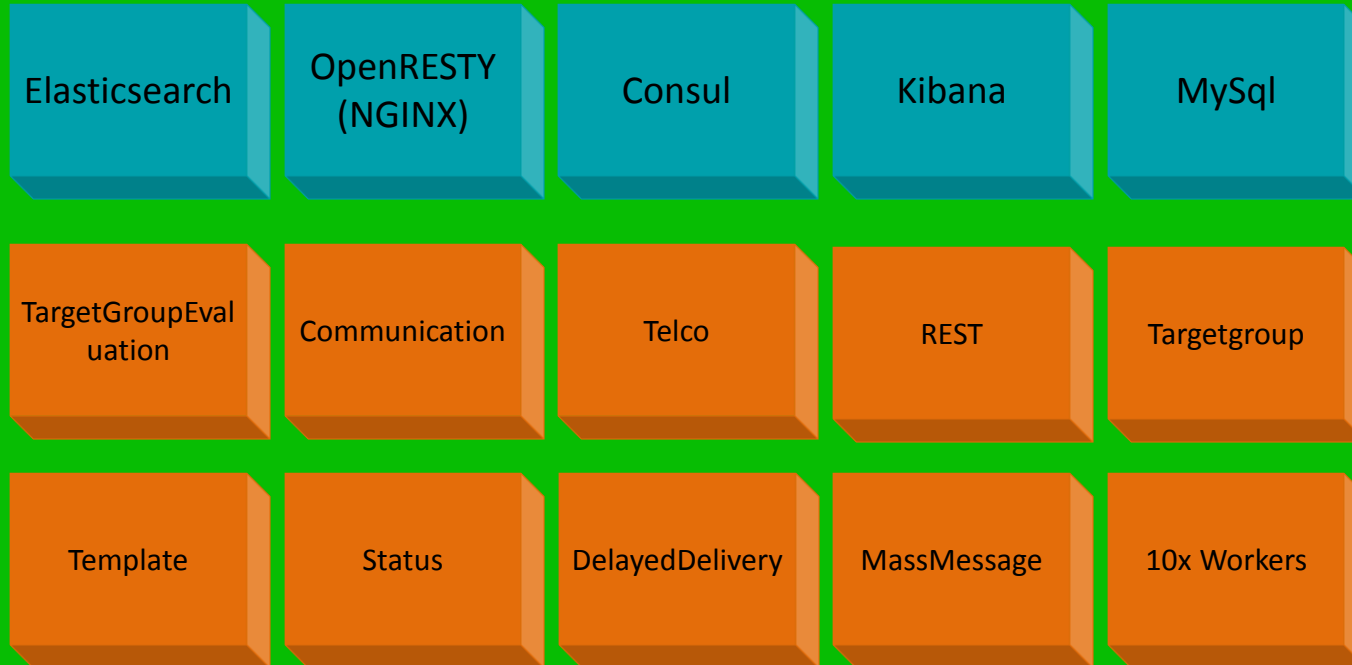 Elasticsearch
OpenRESTY
(NGINX)
Consul
Kibana
MySql
TargetGroupEval
uation
Communication
Telco
REST
Targetgroup
Template
Status
DelayedDelivery
MassMessage
10x Workers